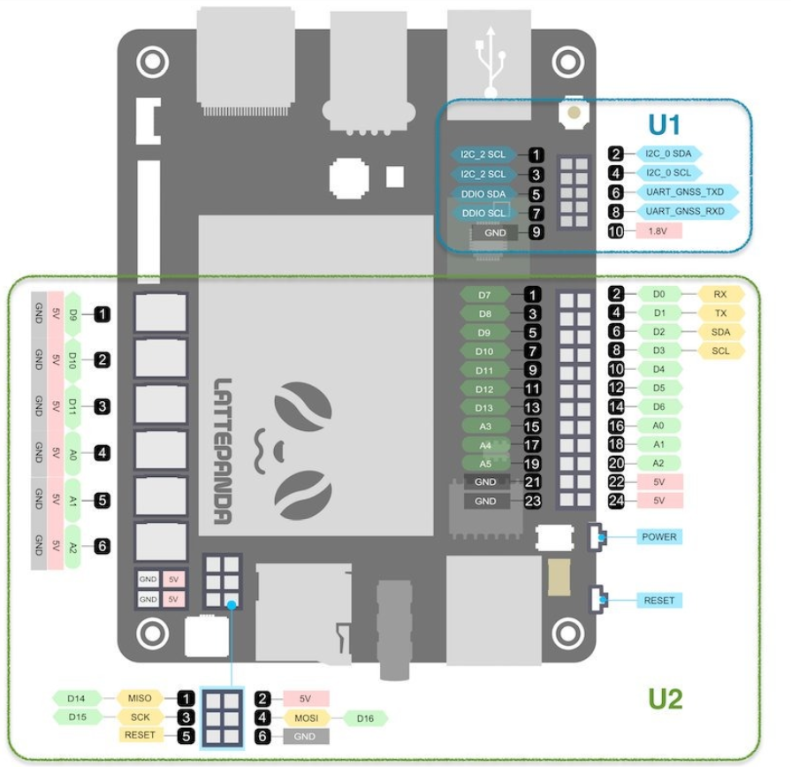 U1
I2C_2 SCL 1 2 I2C_0 SDA
I2C_2 SCL 3 4 I2C_0 SCL
DDIO SDA 5 6 UART_GNSS_TXD
DDIO SCL 7 8 UART_GNSS_RXD
GND 9 10 1.8V
GND 5V D9 1
GND 5V D10 2
GND 5V D11 3
GND 5V A0 4
GND 5V A1 5
GND 5V A2 6
GND 5V
GND 5V
LATTEPANDA
D7 1 2 D0 RX
D8 3 4 D1 TX
D9 5 6 D2 SDA
D10 7 8 D3 SCL
D11 9 10 D4
D12 11 12 D5
D13 13 14 D6
A3 15 16 A0
A4 17 18 A1
A5 19 20 A2
GND 21 22 5V
GND 23 24 5V
POWER
RESET
U2
D14 MISO 1 2 5V
D15 SCK 3 4 MOSI D16
RESET 5 6 GND